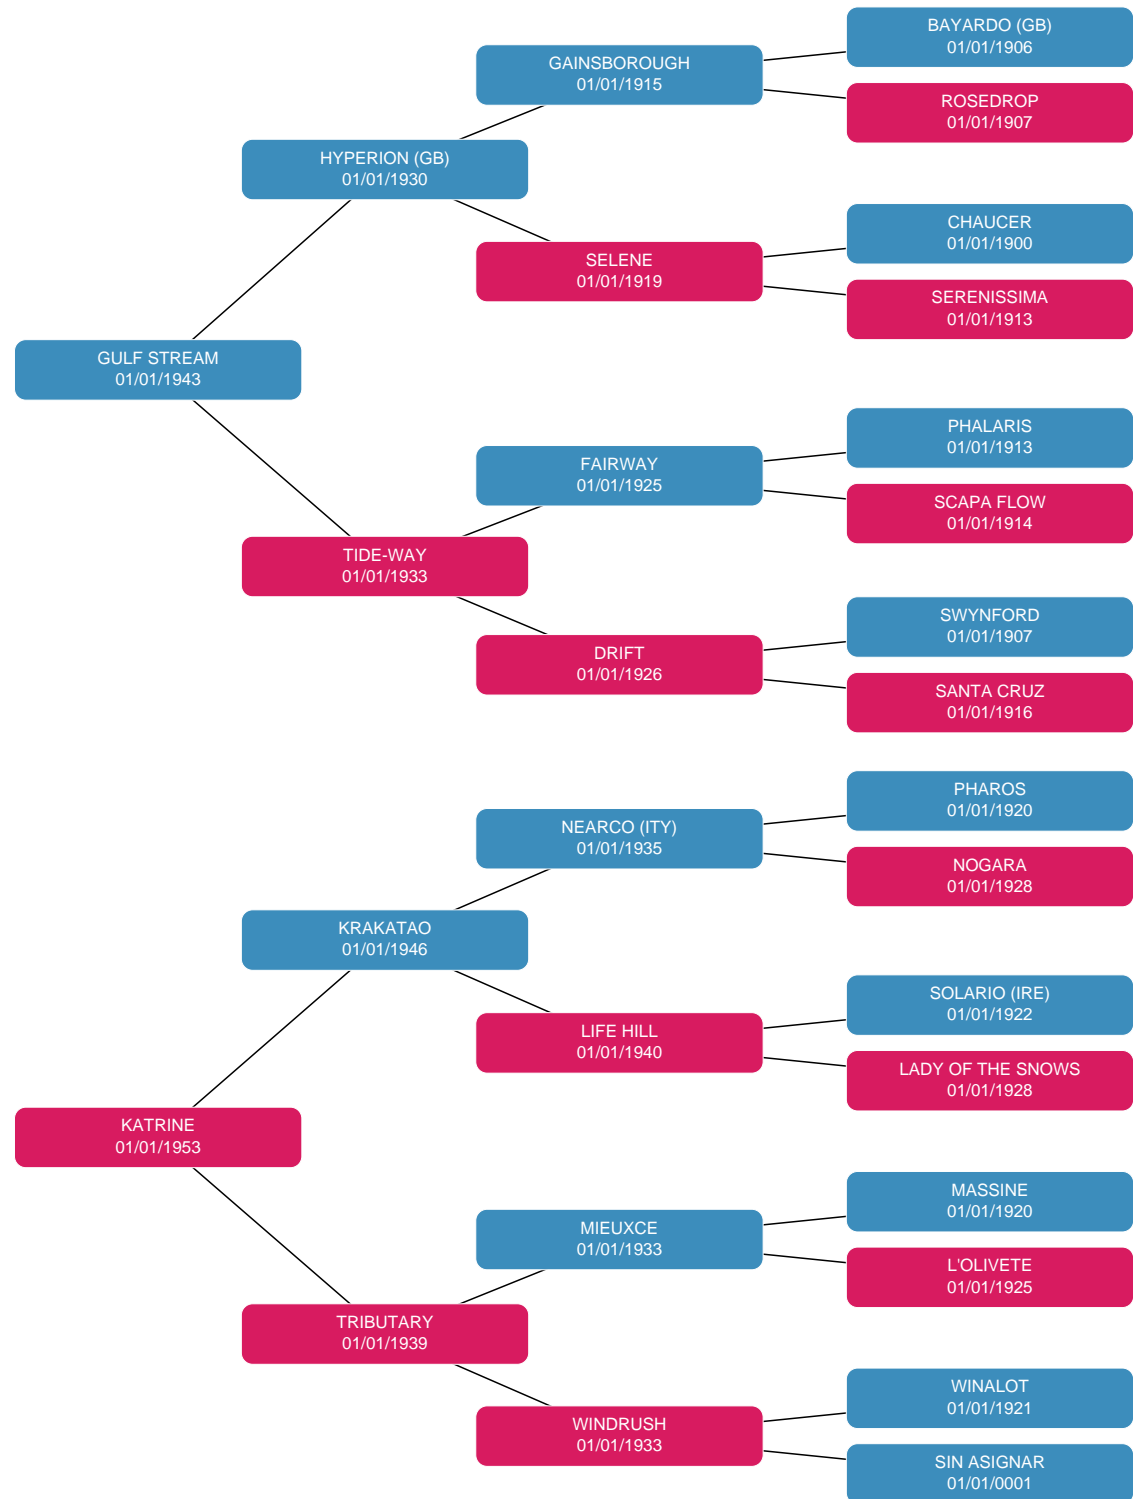 BAYARDO (GB)
01/01/1906
GAINSBOROUGH
01/01/1915
ROSEDROP
01/01/1907
HYPERION (GB)
01/01/1930
CHAUCER
01/01/1900
SELENE
01/01/1919
SERENISSIMA
01/01/1913
GULF STREAM
01/01/1943
PHALARIS
01/01/1913
FAIRWAY
01/01/1925
SCAPA FLOW
01/01/1914
TIDE-WAY
01/01/1933
SWYNFORD
01/01/1907
DRIFT
01/01/1926
SANTA CRUZ
01/01/1916
PHAROS
01/01/1920
NEARCO (ITY)
01/01/1935
NOGARA
01/01/1928
KRAKATAO
01/01/1946
SOLARIO (IRE)
01/01/1922
LIFE HILL
01/01/1940
LADY OF THE SNOWS
01/01/1928
KATRINE
01/01/1953
MASSINE
01/01/1920
MIEUXCE
01/01/1933
L'OLIVETE
01/01/1925
TRIBUTARY
01/01/1939
WINALOT
01/01/1921
WINDRUSH
01/01/1933
SIN ASIGNAR
01/01/0001